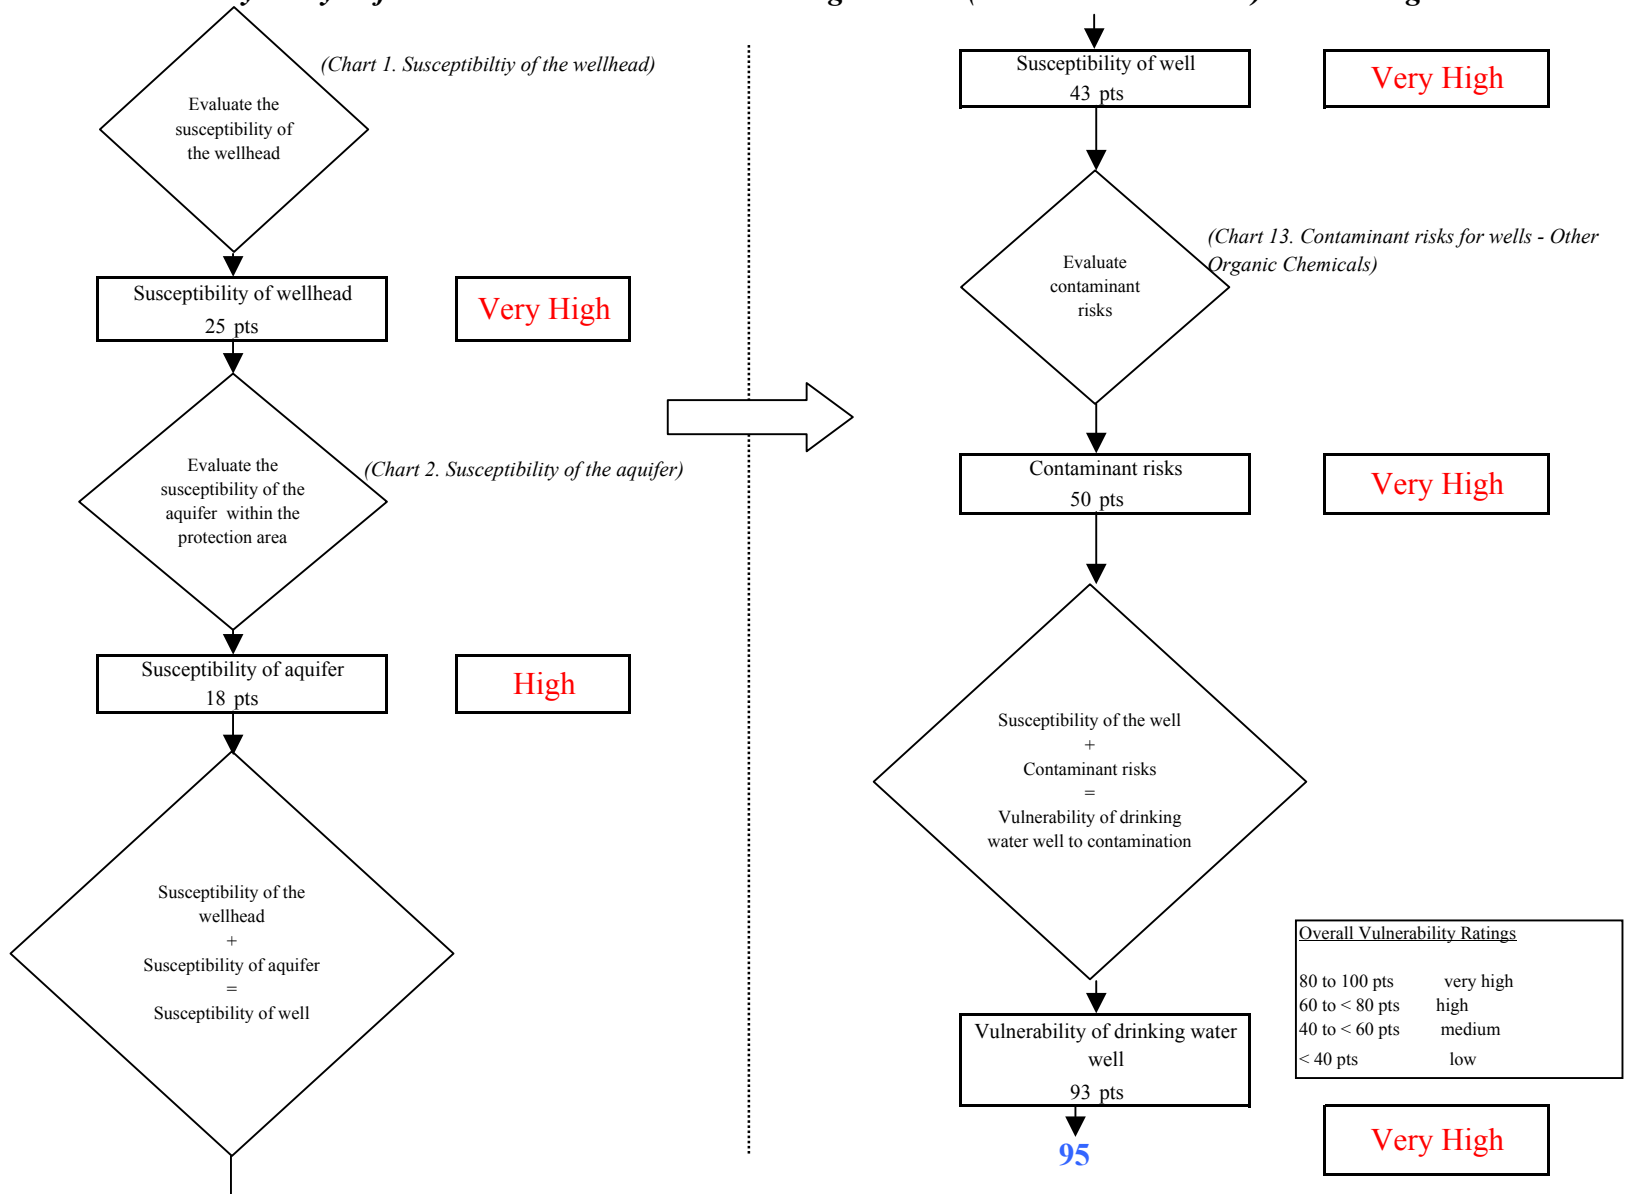 (Chart 1. Susceptibiltiy of the wellhead)
Evaluate the
susceptibility of
the wellhead
Susceptibility of wellhead
25 pts
Very High
Evaluate the
susceptibility of the
aquifer within the
protection area
(Chart 2. Susceptibility of the aquifer)
Susceptibility of aquifer
18 pts
High
Susceptibility of the
wellhead
+
Susceptibility of aquifer
=
Susceptibility of well
Susceptibility of well
43 pts
Very High
(Chart 13. Contaminant risks for wells - Other
Organic Chemicals)
Evaluate
contaminant
risks
Contaminant risks
50 pts
Very High
Susceptibility of the well
+
Contaminant risks
=
Vulnerability of drinking
water well to contamination
Overall Vulnerability Ratings
80 to 100 pts very high
60 to < 80 pts high
40 to < 60 pts medium
< 40 pts low
Vulnerability of drinking water
well
93 pts
95
Very High